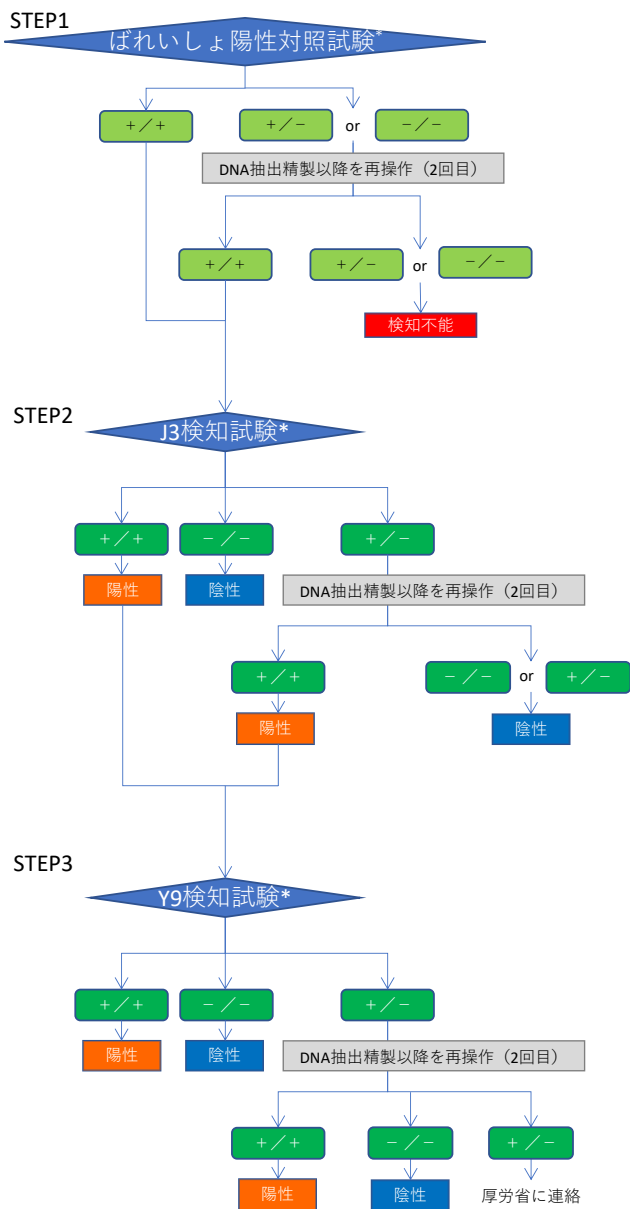 STEP1
ばれいしょ陽性対照試験*
+／+
+／−
or
−／−
DNA抽出精製以降を再操作（2回目）
+／+
+／−
or
−／−
検知不能
STEP2
J3検知試験*
+／+
−／−
+／−
陽性
陰性
DNA抽出精製以降を再操作（2回目）
+／+
−／−
or
+／−
陽性
陰性
STEP3
Y9検知試験*
+／+
−／−
+／−
陽性
陰性
DNA抽出精製以降を再操作（2回目）
+／+
−／−
+／−
陽性
陰性
厚労省に連絡